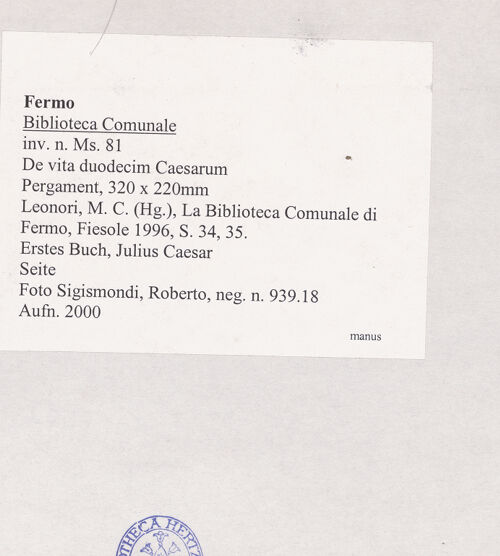 Fermo
Biblioteca Comunale
inv. n. Ms. 81
De vita duodecim Caesarum
Pergament, 320 x 220mm
Leonori, M. C. (Hg.), La Biblioteca Comunale di
Fermo, Fiesole 1996, S. 34, 35.
Erstes Buch, Julius Caesar
Seite
Foto Sigismondi, Roberto, neg. n. 939.18
Aufn. 2000
manus
THECA HERTZ